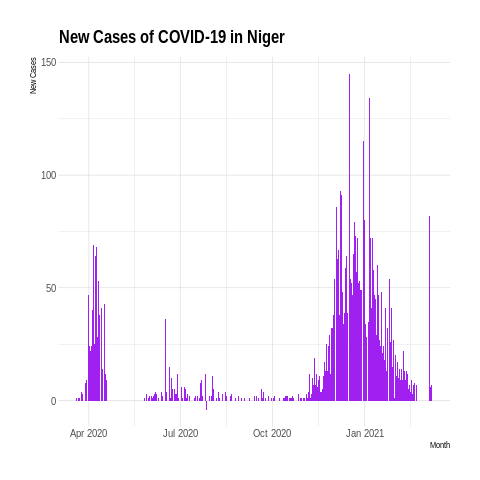 New Cases of COVID-19 in Niger
New Cases
150
100
50
0
Apr 2020
Jul 2020
Oct 2020
Jan 2021
Month